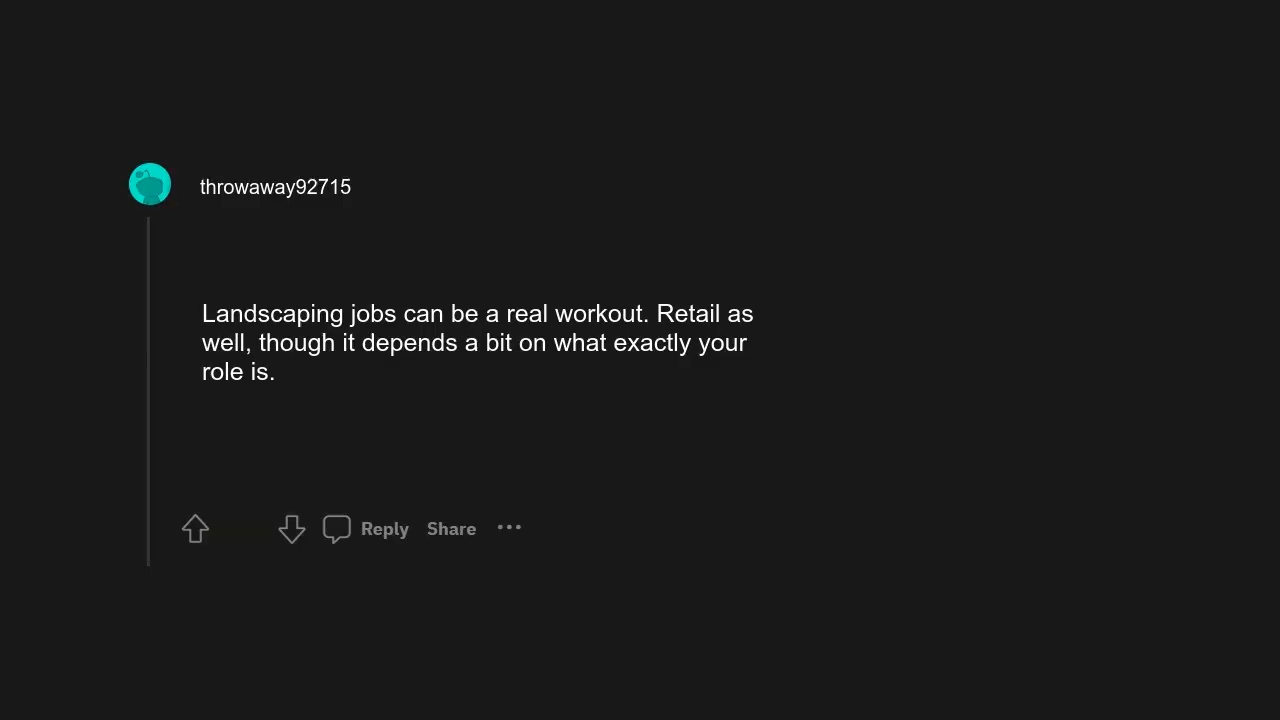 throwaway92715
Landscaping jobs can be a real workout. Retail as
well, though it depends a bit on what exactly your
role is.
Reply Share